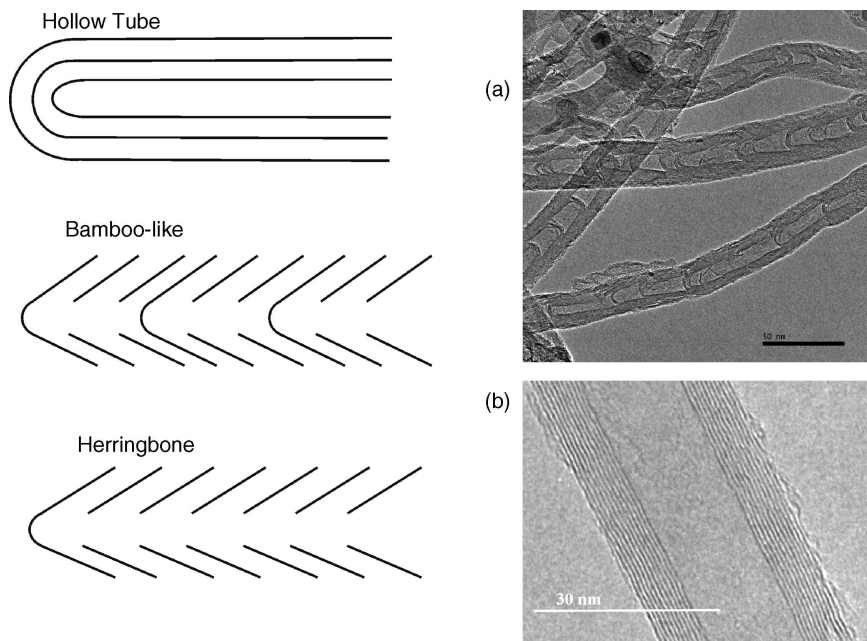 Hollow Tube
Bamboo-like
Herringbone
(a)
50 nm
(b)
30 nm